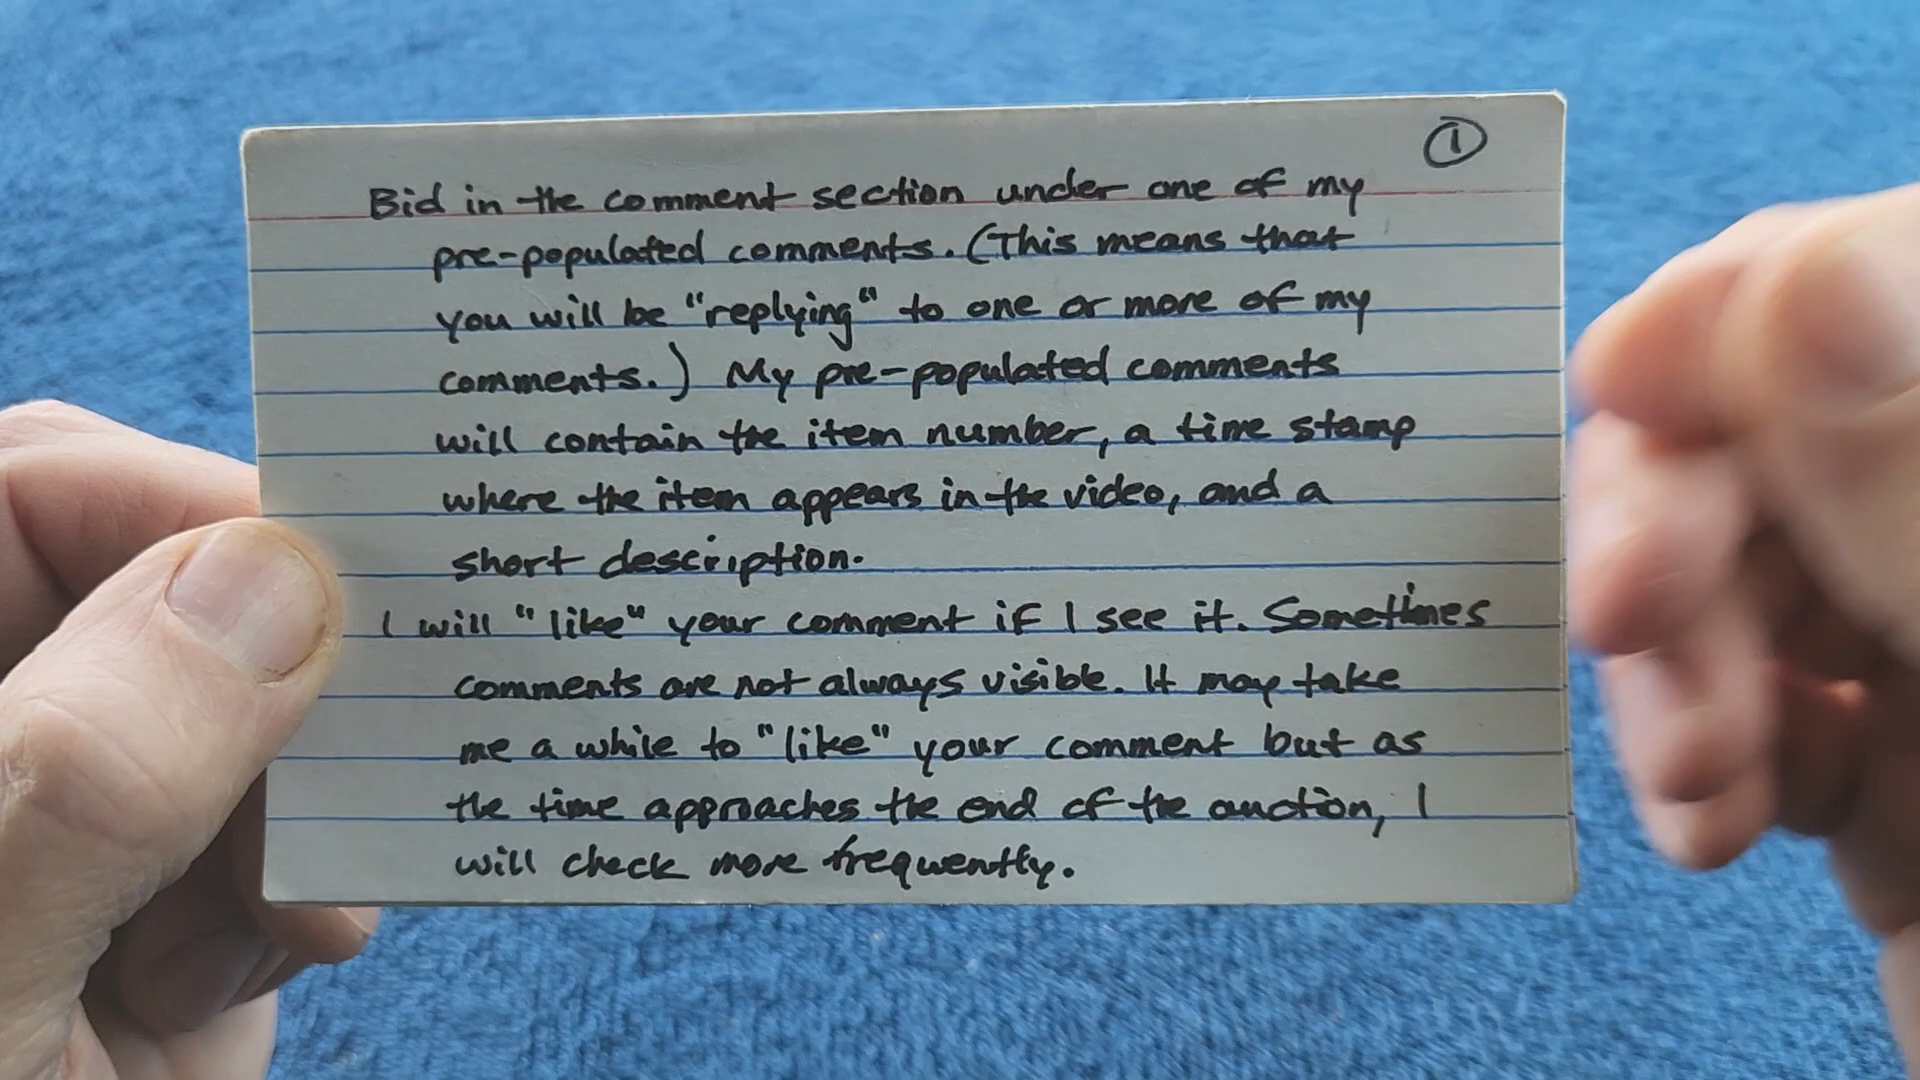 1
Bid in the comment section under one of my
pre-populated comments. (This means that
you will be "replying" to one or more of my
comments.) My pre-populated comments
will contain the item number, a time stamp
where the item appears in the video, and a
short description.
I will "like" your comment if I see it. Sometimes
comments are not always visible. It may take
me a while to "like" your comment but as
the time approaches the end of the auction, I
will check more frequently.